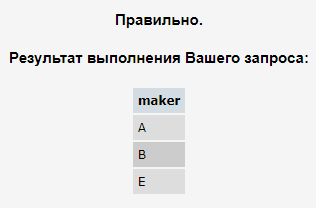 Правильно.
Результат выполнения Вашего запроса:
maker
A
B
E